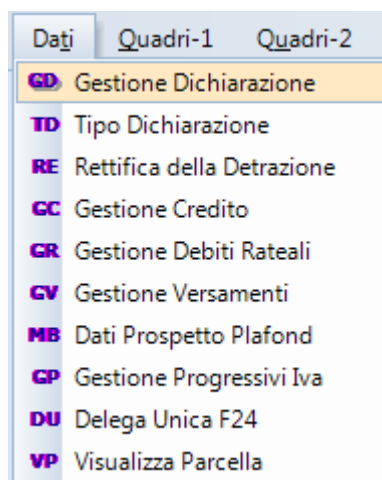 Dati Quadri-1 Quadri-2
GD Gestione Dichiarazione
TD Tipo Dichiarazione
RE Rettifica della Detrazione
GC Gestione Credito
GR Gestione Debiti Rateali
GV Gestione Versamenti
MB Dati Prospetto Plafond
GP Gestione Progressivi Iva
DU Delega Unica F24
VP Visualizza Parcella